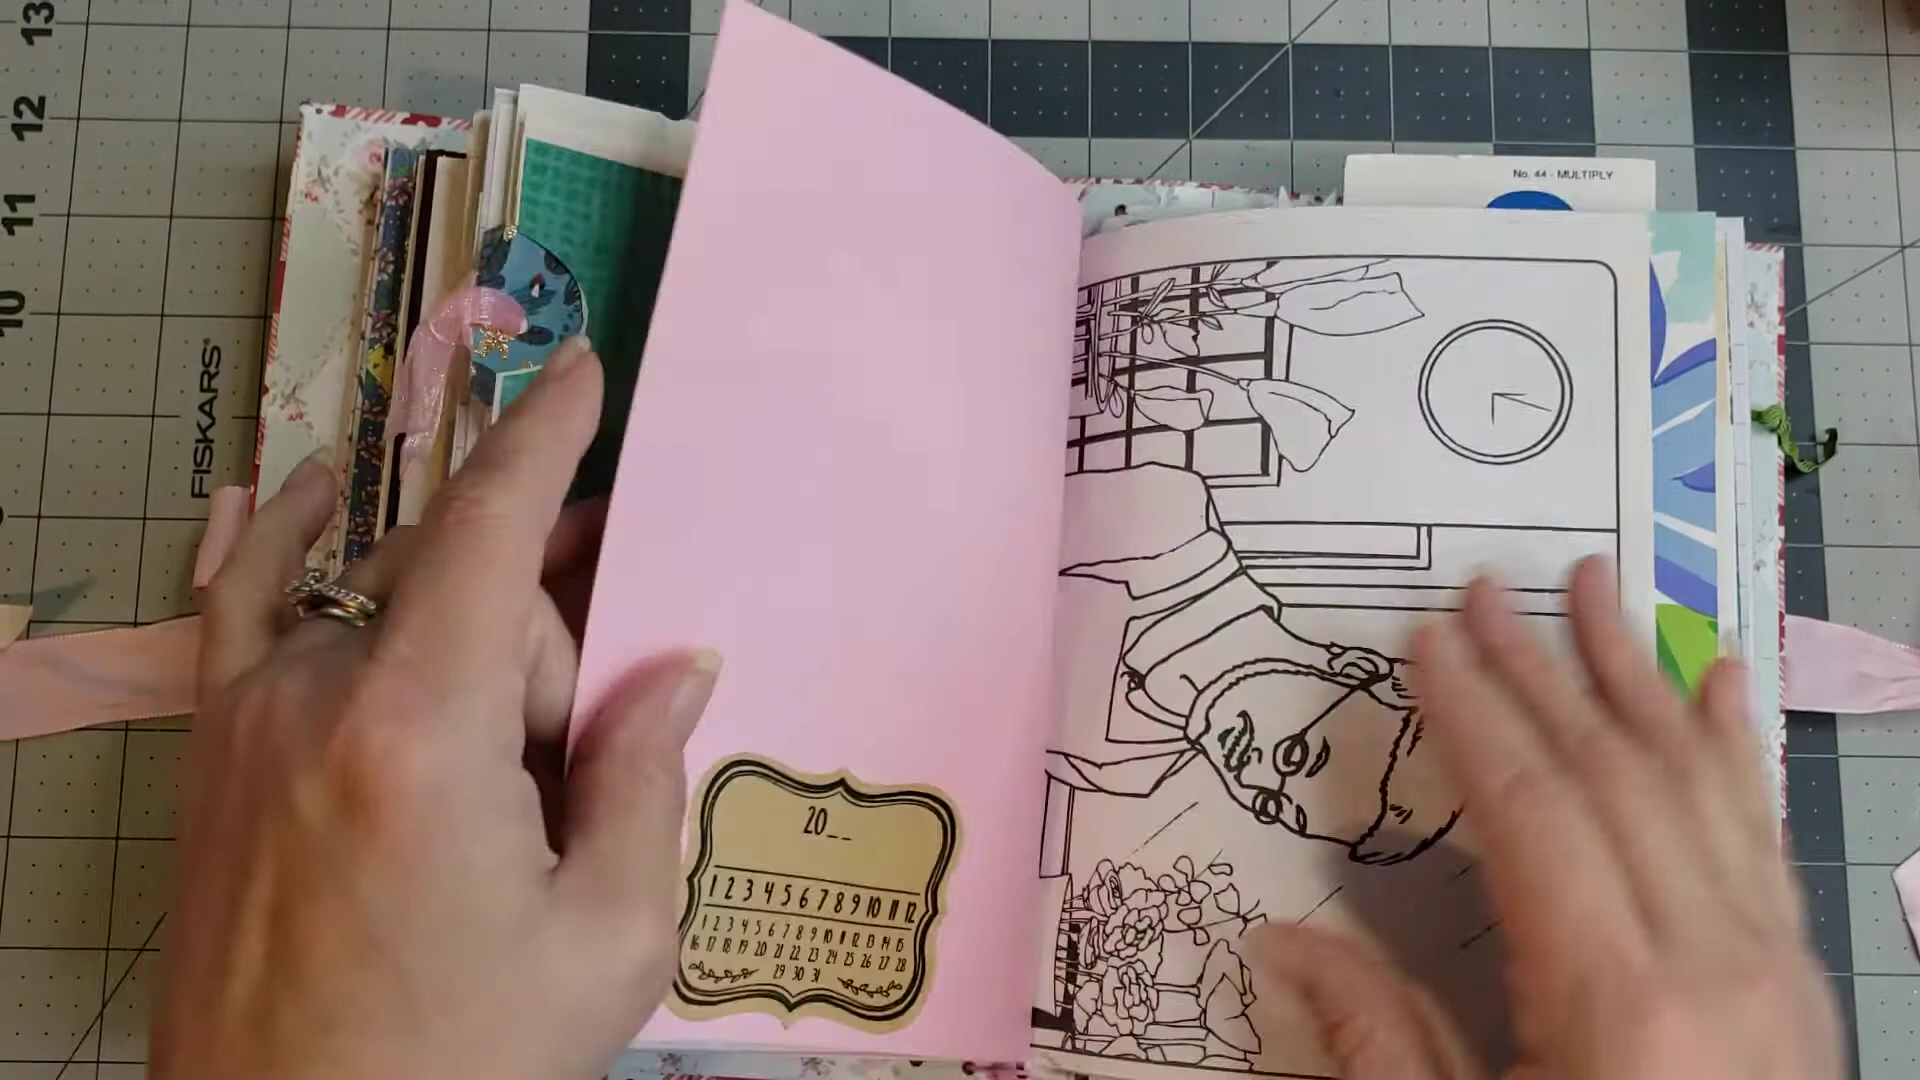 13
12
11
10
FISKARS
No. 44 - MULTIPLY
20__
1 2 3 4 5 6 7 8 9 10 11 12
1 2 3 4 5 6 7 8 9 10 11 12 13 14 15
16 17 18 19 20 21 22 23 24 25 26 27 28
29 30 31